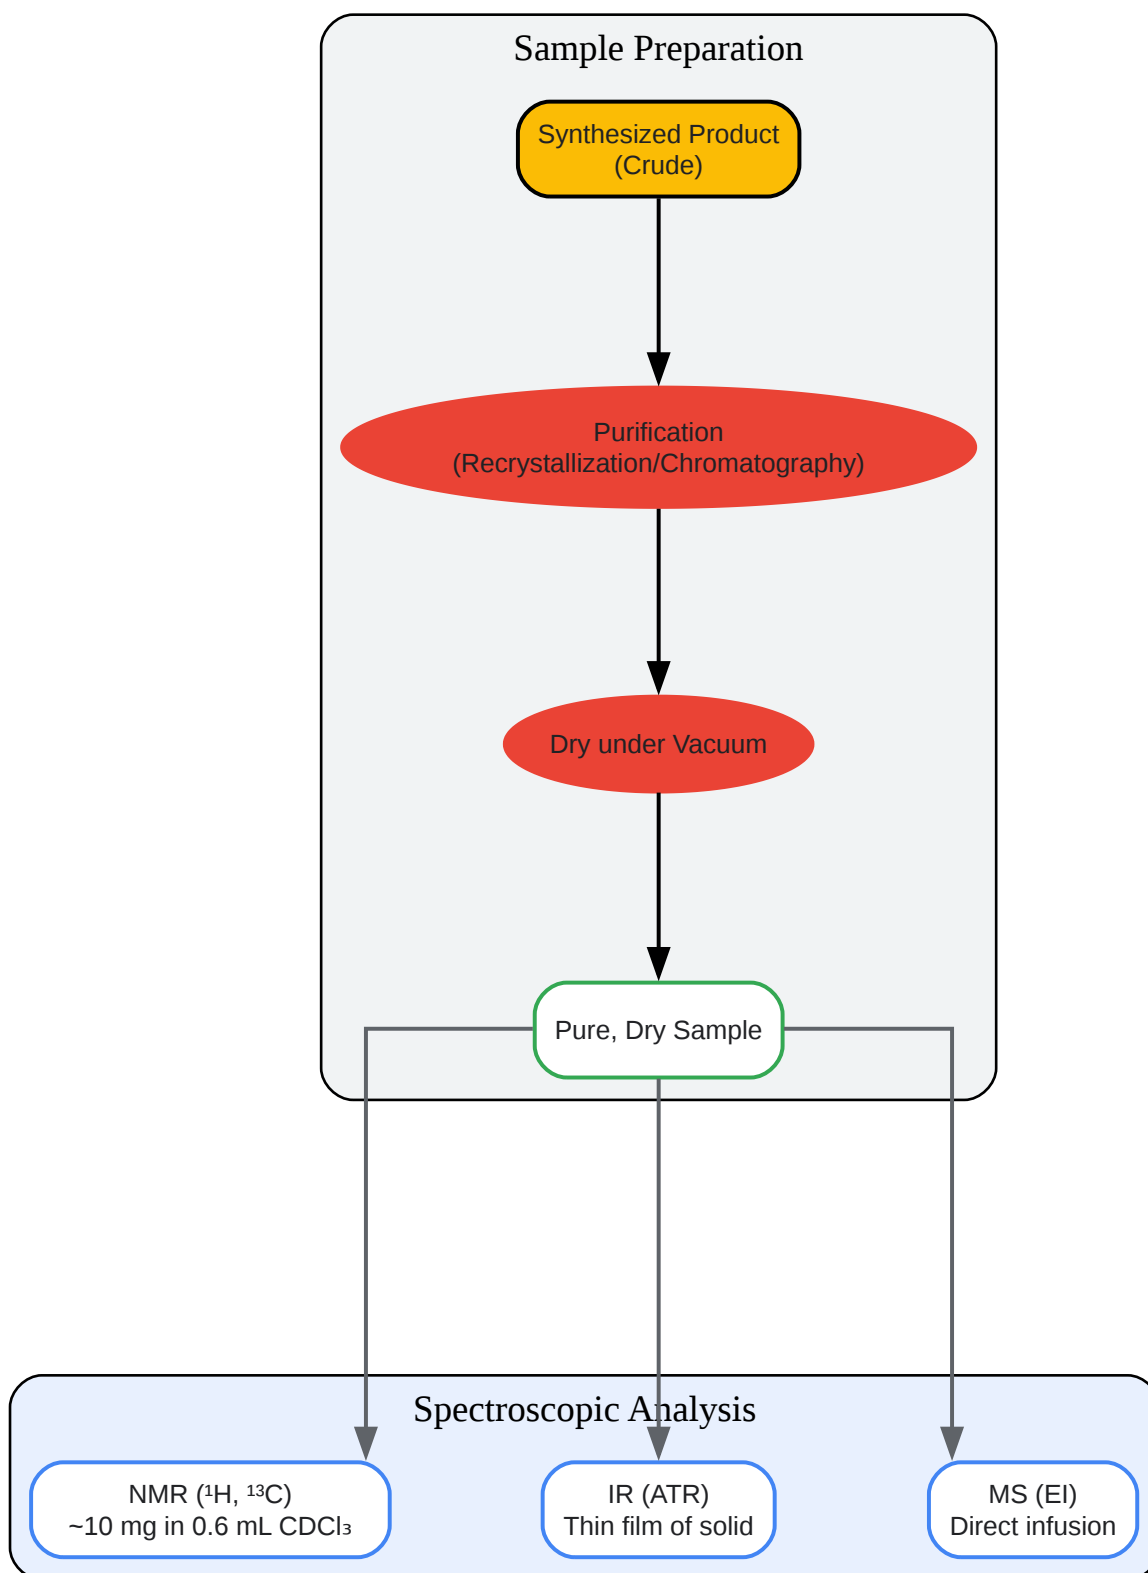 Sample Preparation
Synthesized Product
(Crude)
Purification
(Recrystallization/Chromatography)
Dry under Vacuum
Pure, Dry Sample
Spectroscopic Analysis
NMR (¹H, ¹³C)
~10 mg in 0.6 mL CDCl₃
IR (ATR)
Thin film of solid
MS (EI)
Direct infusion